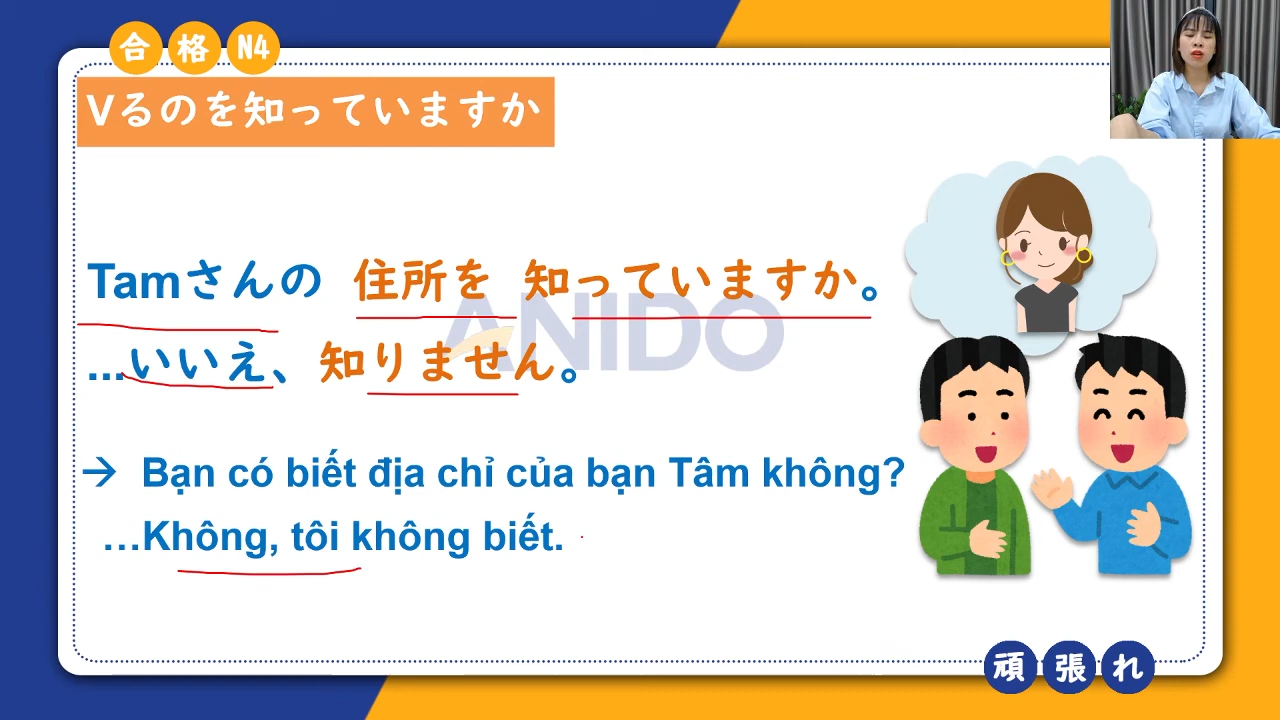 合格N4
Vるのを知っていますか
Tamさんの 住所を 知っていますか。
...いいえ、知りません。
ANIDO
→ Bạn có biết địa chỉ của bạn Tâm không?
…Không, tôi không biết.
頑張れ